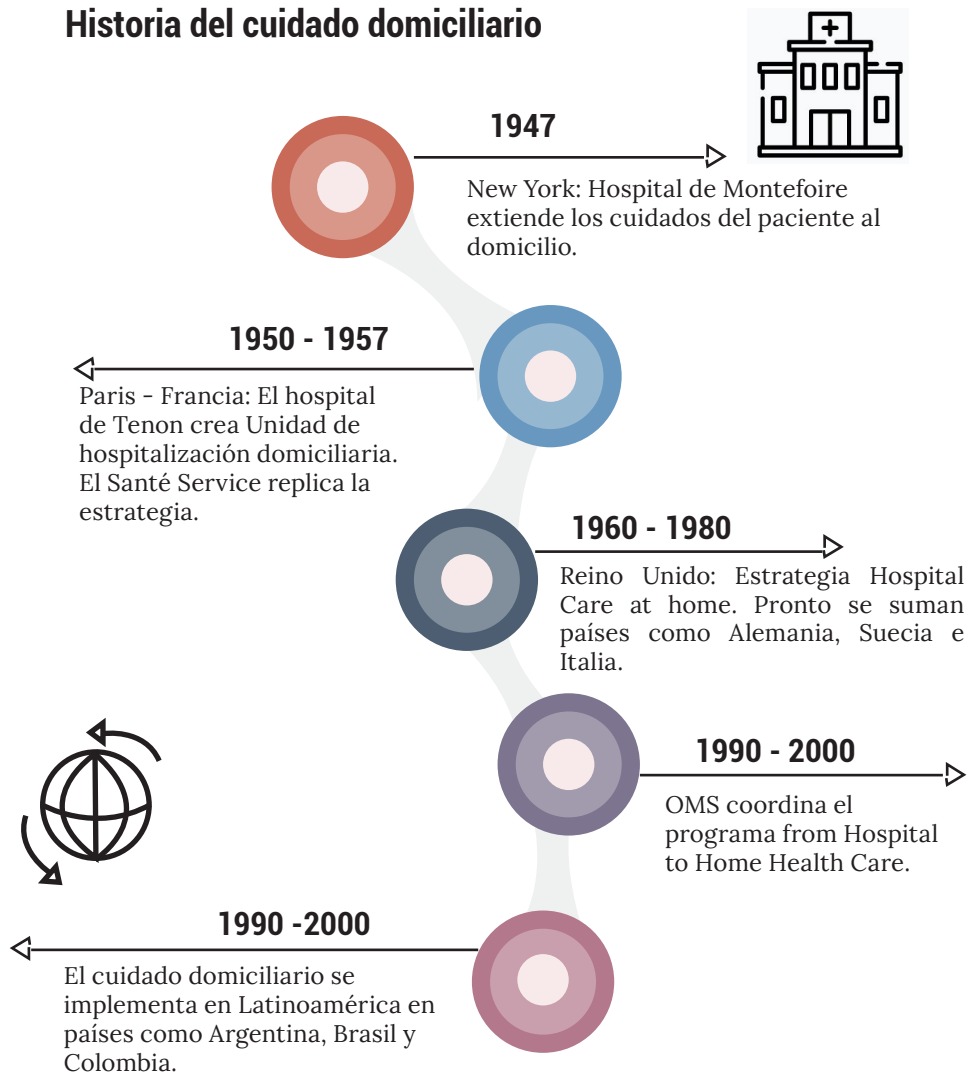 Historia del cuidado domiciliario
1947
New York: Hospital de Montefoire
extiende los cuidados del paciente al
domicilio.
1950 - 1957
Paris - Francia: El hospital
de Tenon crea Unidad de
hospitalización domiciliaria.
El Santé Service replica la
estrategia.
1960 - 1980
Reino Unido: Estrategia Hospital
Care at home. Pronto se suman
países como Alemania, Suecia e
Italia.
1990 - 2000
OMS coordina el
programa from Hospital
to Home Health Care.
1990 -2000
El cuidado domiciliario se
implementa en Latinoamérica en
países como Argentina, Brasil y
Colombia.